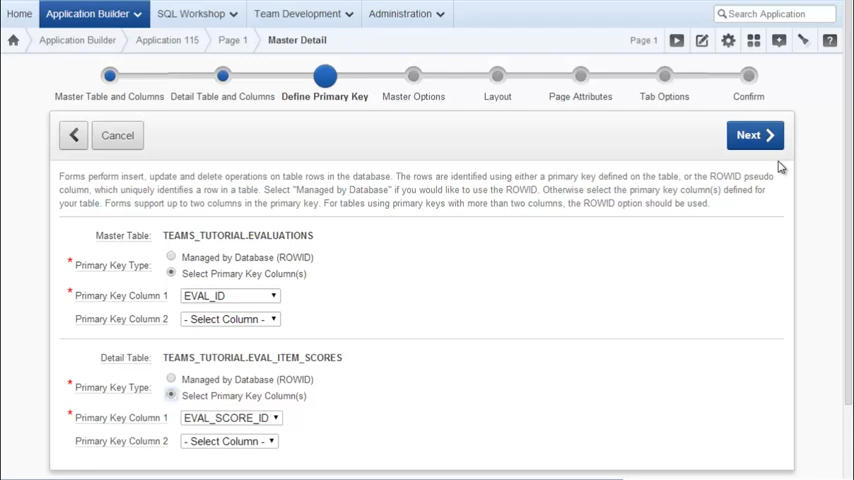 Home Application Builder SQL Workshop Team Development Administration Search Application
Application Builder Application 115 Page 1 Master Detail Page 1
Master Table and Columns Detail Table and Columns Define Primary Key Master Options Layout Page Attributes Tab Options Confirm
Cancel Next
Forms perform insert, update and delete operations on table rows in the database. The rows are identified using either a primary key defined on the table, or the ROWID pseudo
column, which uniquely identifies a row in a table. Select "Managed by Database" if you would like to use the ROWID. Otherwise select the primary key column(s) defined for
your table. Forms support up to two columns in the primary key. For tables using primary keys with more than two columns, the ROWID option should be used.
Master Table: TEAMS_TUTORIAL.EVALUATIONS
* Primary Key Type: Managed by Database (ROWID)
Select Primary Key Column(s)
* Primary Key Column 1 EVAL_ID
Primary Key Column 2 - Select Column -
Detail Table: TEAMS_TUTORIAL.EVAL_ITEM_SCORES
* Primary Key Type: Managed by Database (ROWID)
Select Primary Key Column(s)
* Primary Key Column 1 EVAL_SCORE_ID
Primary Key Column 2 - Select Column -